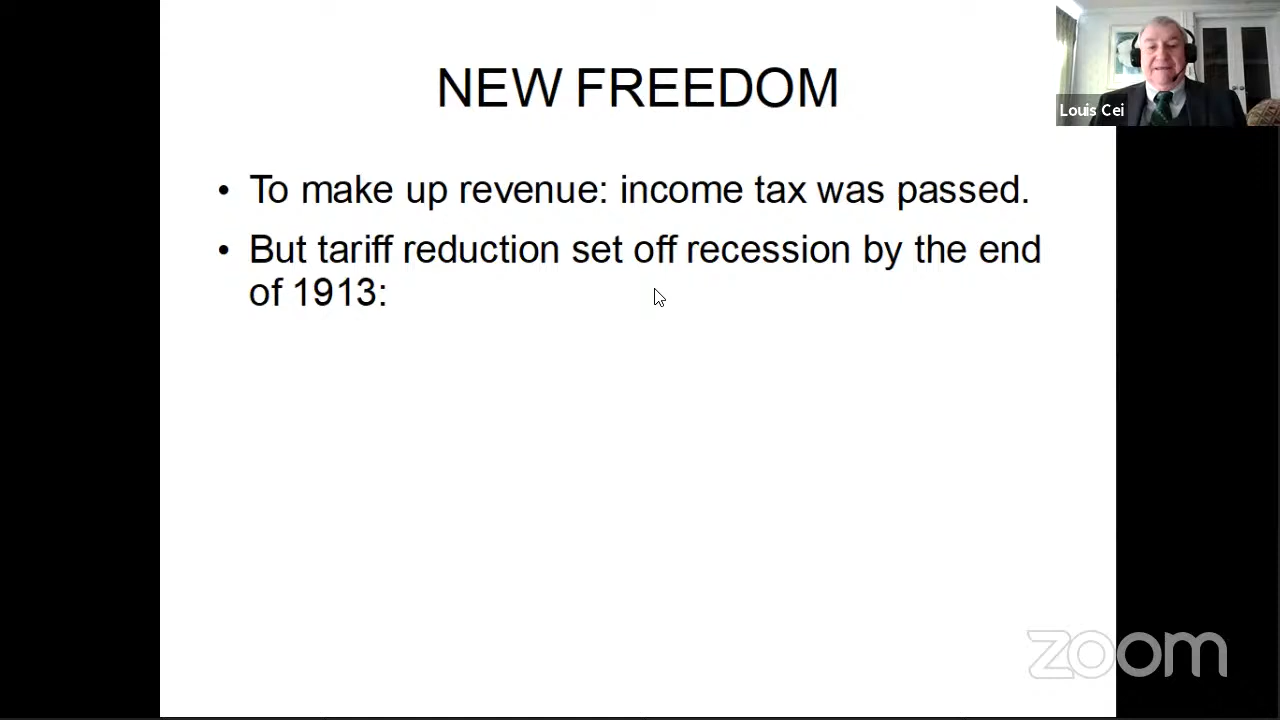 NEW FREEDOM
Louis Cei
• To make up revenue: income tax was passed.
• But tariff reduction set off recession by the end
of 1913:
zoom